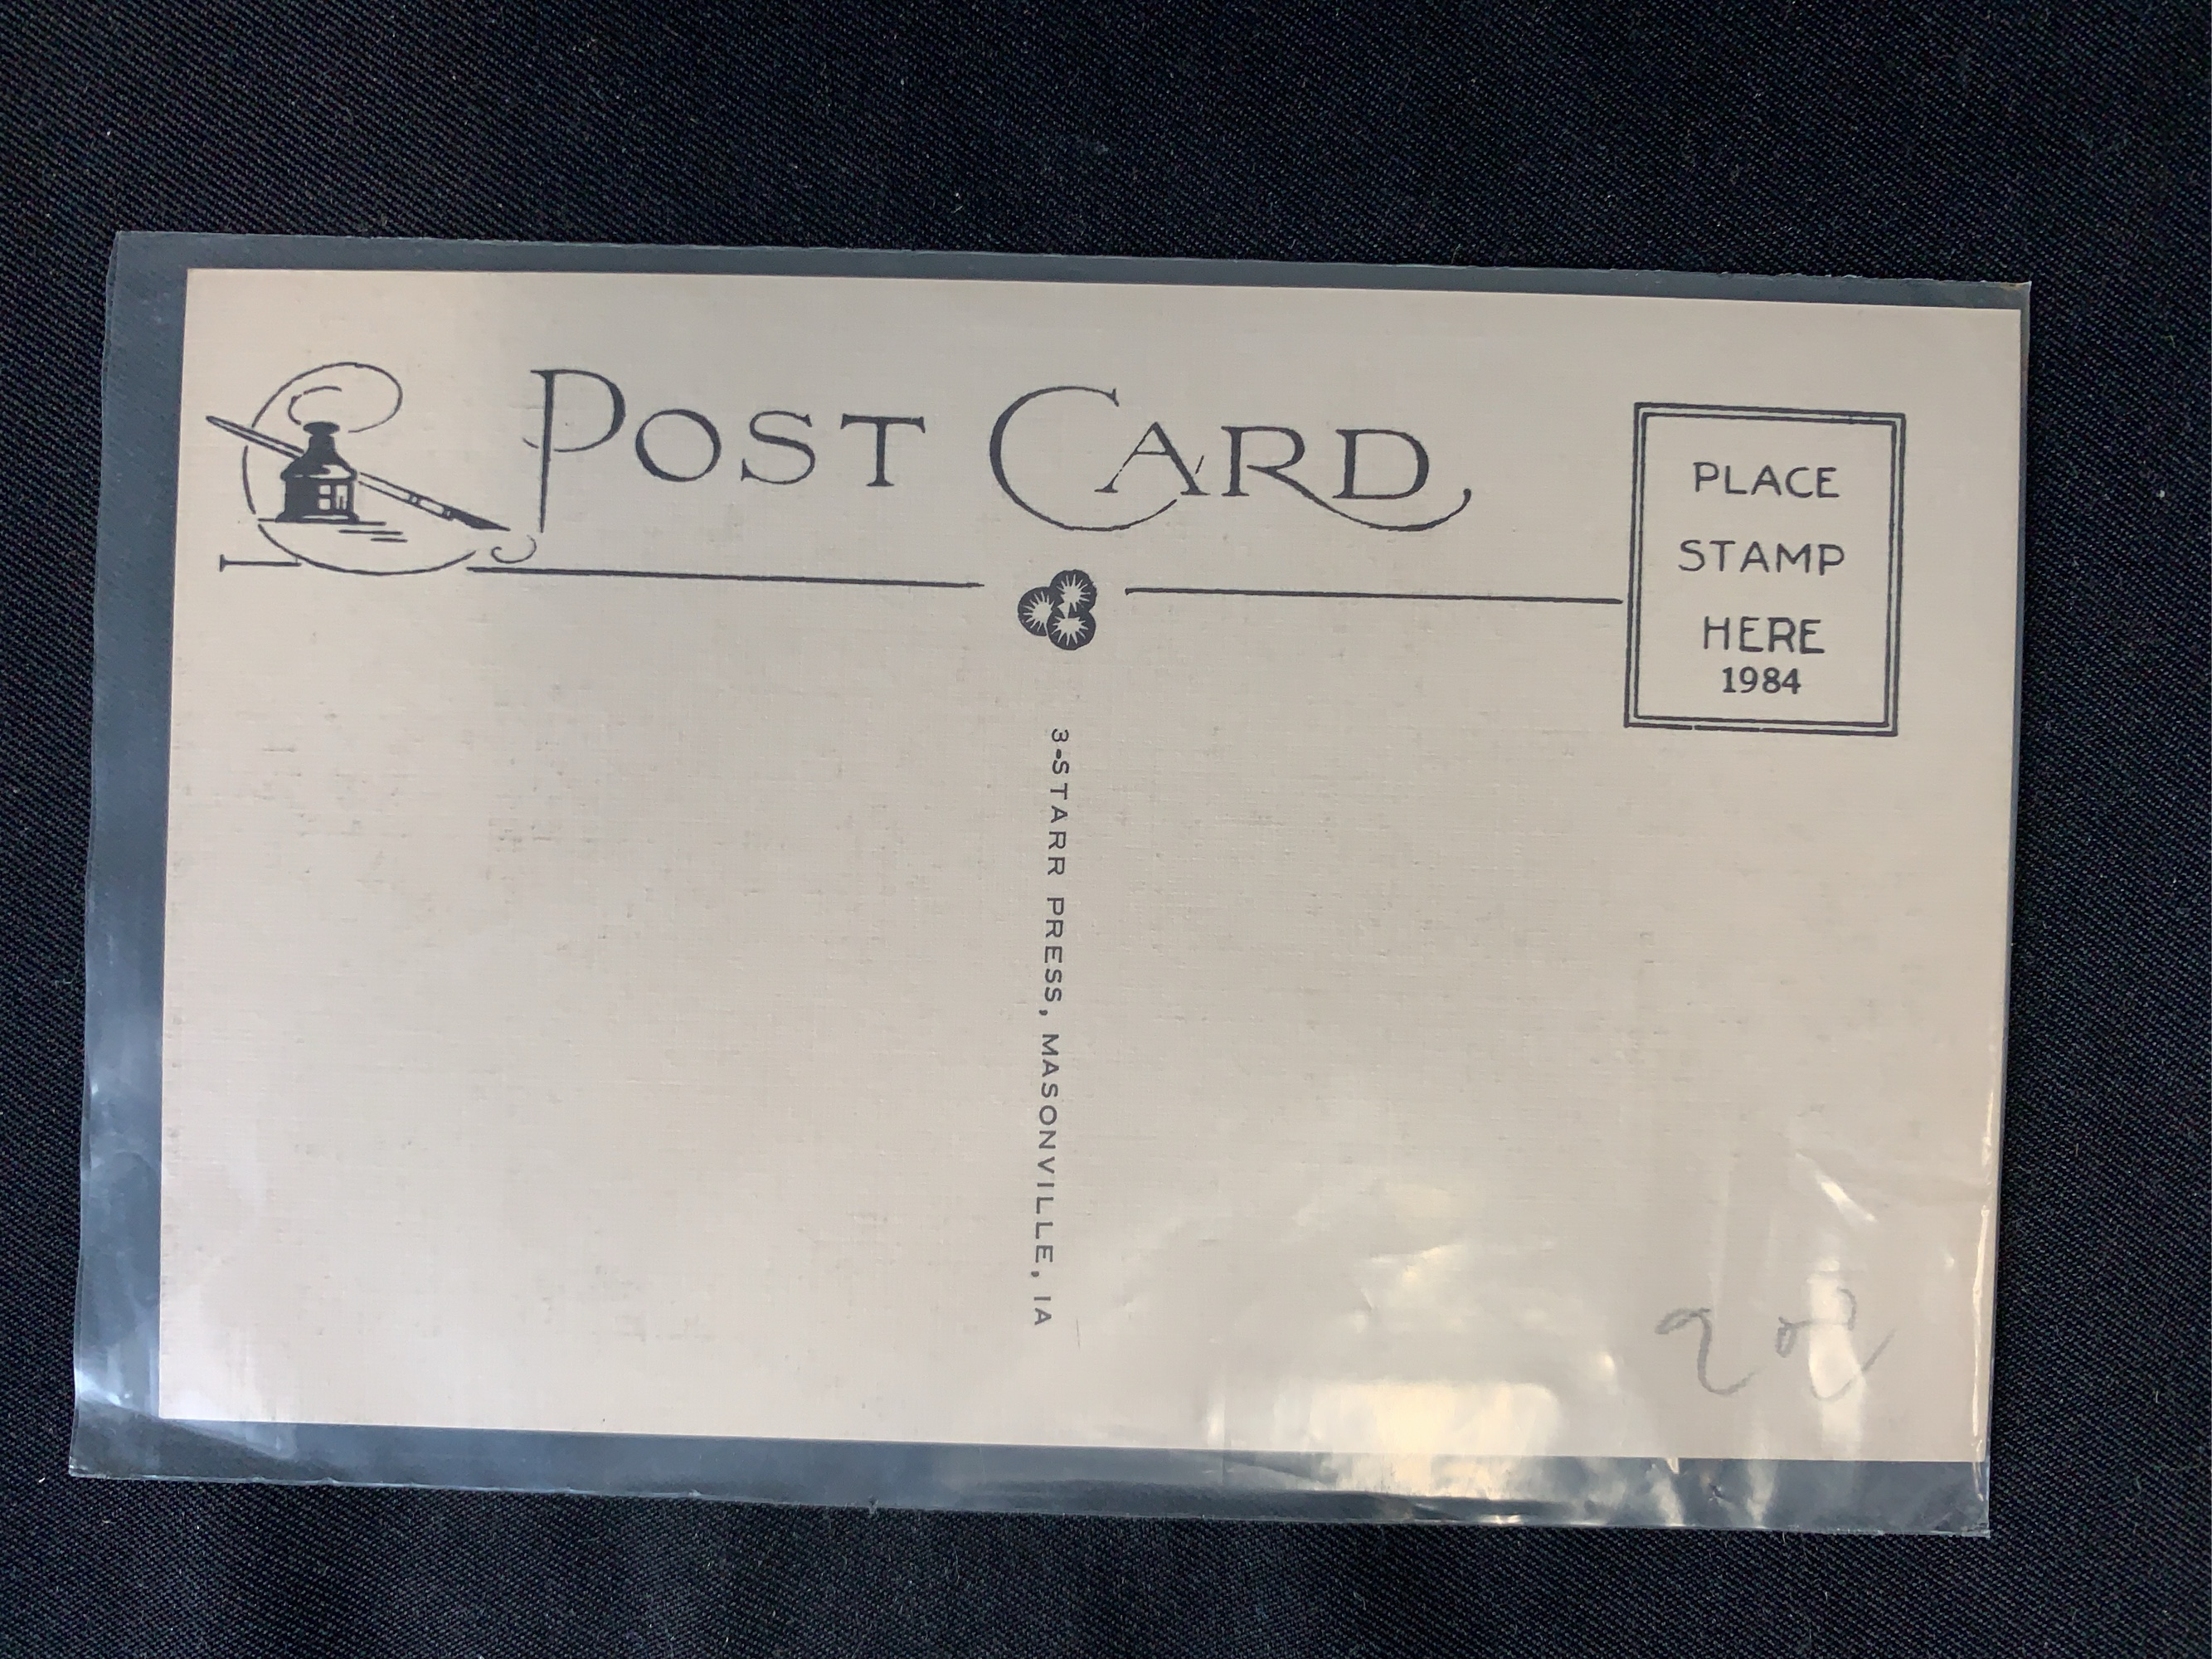 POST CARD
PLACE
STAMP
HERE
1984
3-STARR PRESS, MASONVILLE, IA